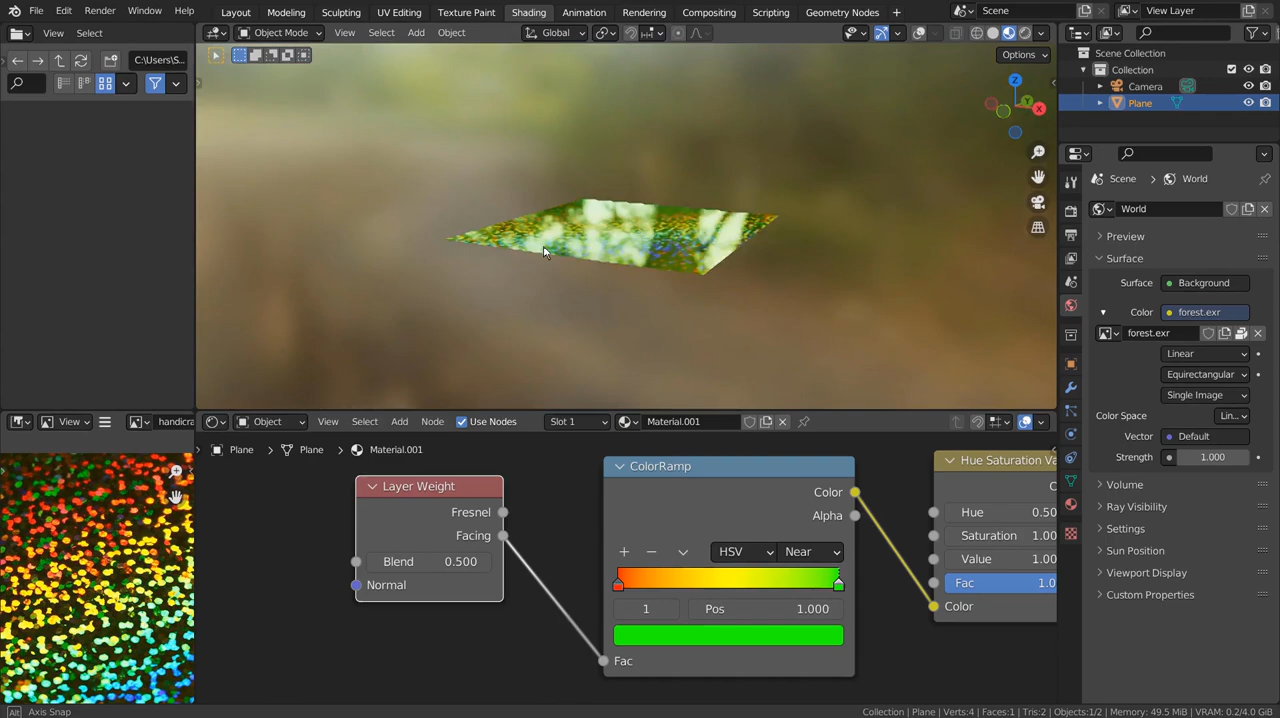 File Edit Render Window Help Layout Modeling Sculpting UV Editing Texture Paint Shading Animation Rendering Compositing Scripting Geometry Nodes + Scene View Layer
View Select Object Mode View Select Add Object Global
C:\Users\S...
Options
Scene Collection
Collection
Camera
Plane
X
Y
Z
Scene World
World
Preview
Surface
Surface Background
Color forest.exr
forest.exr
Linear
Equirectangular
Single Image
Color Space Lin...
Vector Default
Strength 1.000
Volume
Ray Visibility
Settings
Sun Position
Viewport Display
Custom Properties
View handicra
Object View Select Add Node Use Nodes Slot 1 Material.001
Plane Plane Material.001
Layer Weight
Fresnel
Facing
Blend 0.500
Normal
ColorRamp
Color
Alpha
HSV Near
1 Pos 1.000
Fac
Hue Saturation Va
C
Hue 0.50
Saturation 1.00
Value 1.00
Fac 1.0
Color
Alt Axis Snap
Collection | Plane | Verts:4 | Faces:1 | Tris:2 | Objects:1/2 | Memory: 49.5 MiB | VRAM: 0.2/4.0 GiB